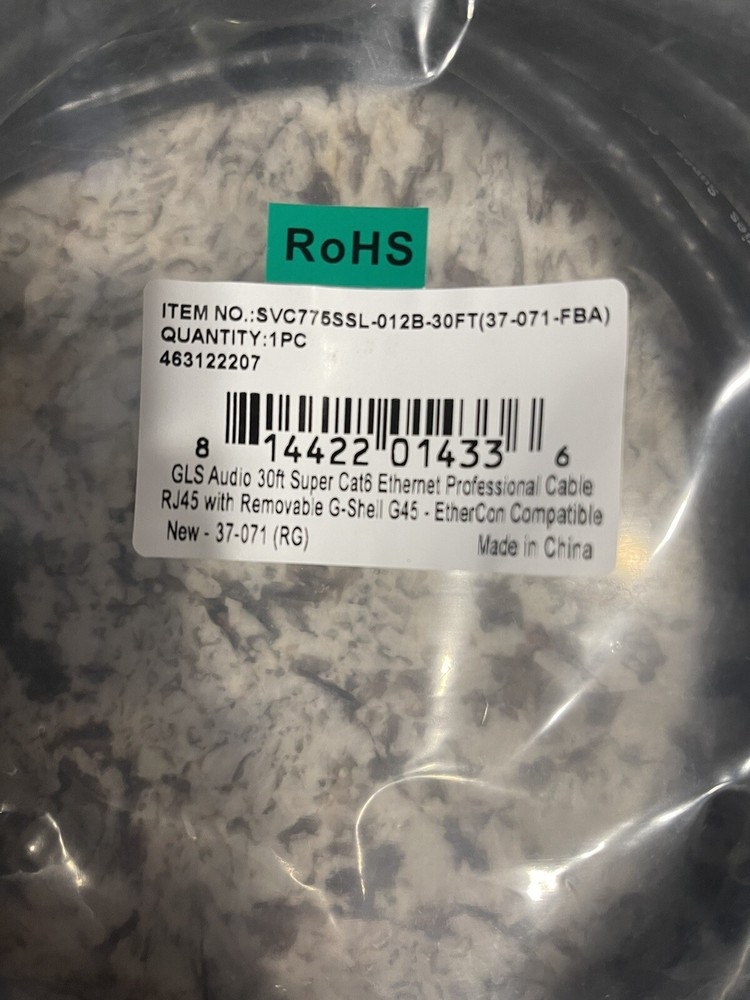 RoHS
ITEM NO.:SVC775SSL-012B-30FT(37-071-FBA)
QUANTITY:1PC
463122207
8 14422 01433 6
GLS Audio 30ft Super Cat6 Ethernet Professional Cable
RJ45 with Removable G-Shell G45 - EtherCon Compatible
New - 37-071 (RG)
Made in China